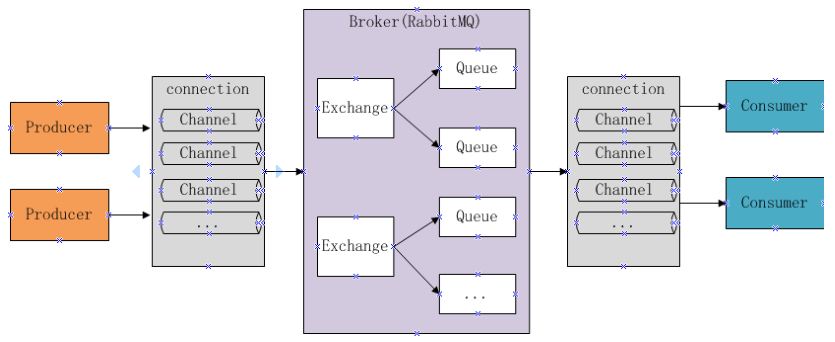 Producer
Producer
connection
Channel
Channel
Channel
...
Broker(RabbitMQ)
Exchange
Queue
Queue
Exchange
Queue
...
connection
Channel
Channel
Channel
...
Consumer
Consumer